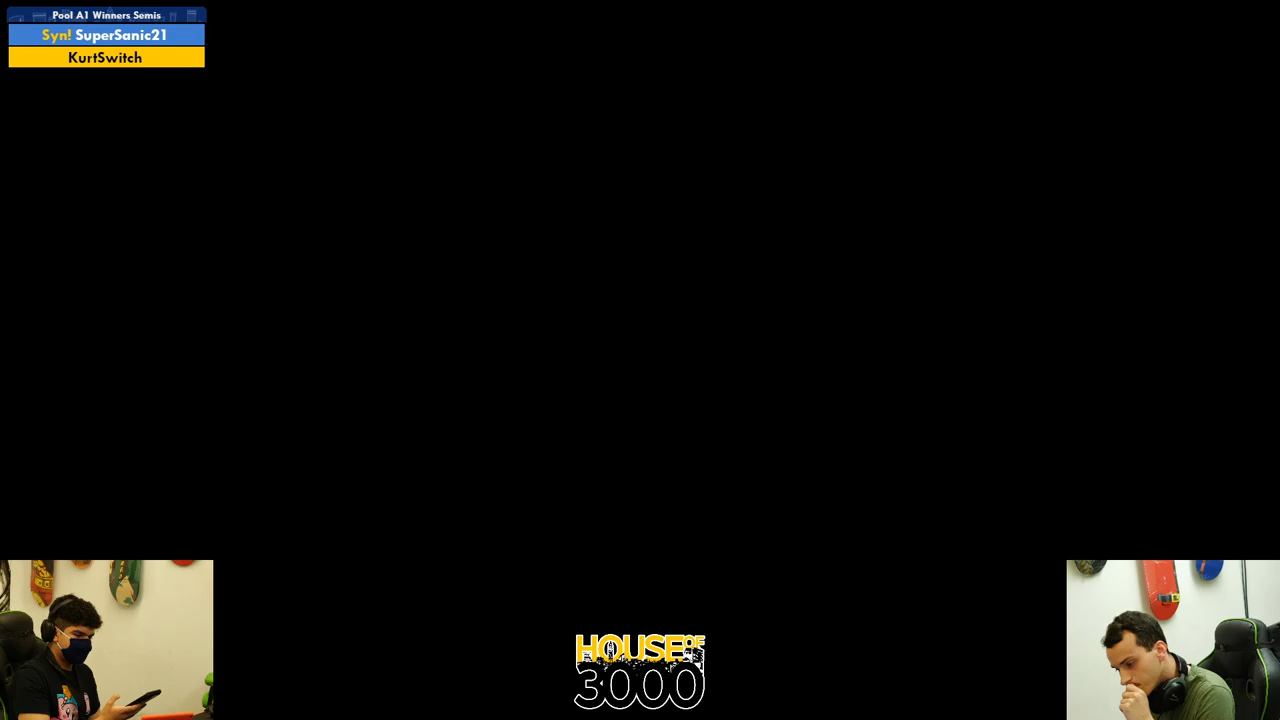 Pool A1 Winners Semis
Syn! SuperSanic21
KurtSwitch
HOUSE OF
3000